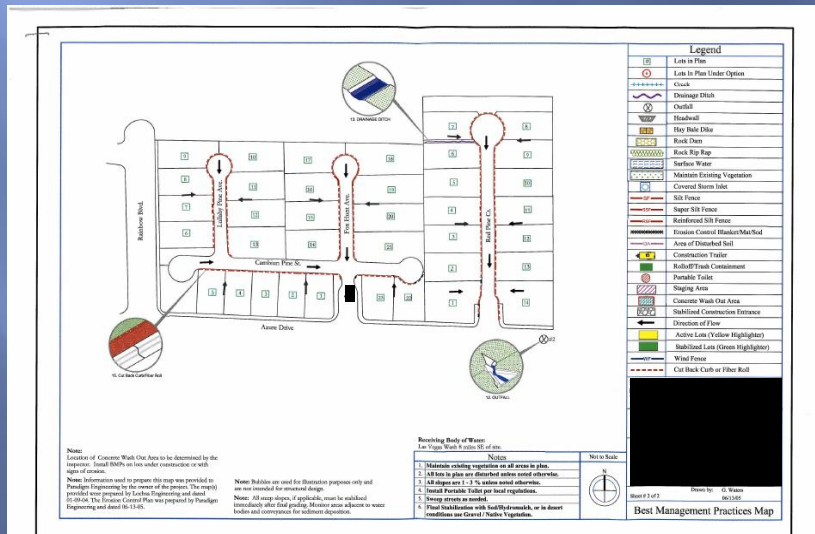 Legend
Lots in Plan
Lots In Plan Under Option
Creek
Drainage Ditch
Outfall
Headwall
Hay Bale Dike
Rock Dam
Rock Rip Rap
Surface Water
Maintain Existing Vegetation
Covered Storm Inlet
Silt Fence
Super Silt Fence
Reinforced Silt Fence
Erosion Control Blanket/Mat/Sod
Area of Disturbed Soil
Construction Trailer
Rolloff/Trash Containment
Portable Toilet
Staging Area
Concrete Wash Out Area
Stabilized Construction Entrance
Direction of Flow
Active Lots (Yellow Highlighter)
Stabilized Lots (Green Highlighter)
Wind Fence
Cut Back Curb or Fiber Roll
DRAINAGE DITCH
Rainbow Blvd.
Lullaby Pine Ave.
Fox Hunt Ave.
Red Pine Ct.
Cambian Pine St.
Cut Back Curb/Fiber Roll
OUTFALL
Note:
Location of Concrete Wash Out Area to be determined by the
inspector. Install BMPs on lots under construction or with
signs of erosion.
Note: Information used to prepare this map was provided to
Paradigm Engineering by the owner of the project. The map(s)
provided were prepared by Engineering and dated
01-09-04. The Erosion Control Plan was prepared by Paradigm
Engineering and dated 06-13-05.
Note: Bubbles are used for illustration purposes only and
are not intended for structural design.
Note: All steep slopes, if applicable, must be stabilized
immediately after final grading. Monitor areas adjacent to water
bodies and conveyances for sediment deposition.
Receiving Body of Water:
Las Vegas Wash 8 miles SE of site.
Notes
1. Maintain existing vegetation on all areas in plan.
2. All lots in plan are disturbed unless noted otherwise.
3. All slopes are 1 - 3 % unless noted otherwise.
4. Install Portable Toilet per local regulations.
5. Sweep streets as needed.
6. Final Stabilization with Sod/Hydromulch, or in desert
conditions use Gravel / Native Vegetation.
Not to Scale
N
Drawn by: G. Waters
Sheet # 2 of 2
06/13/05
Best Management Practices Map